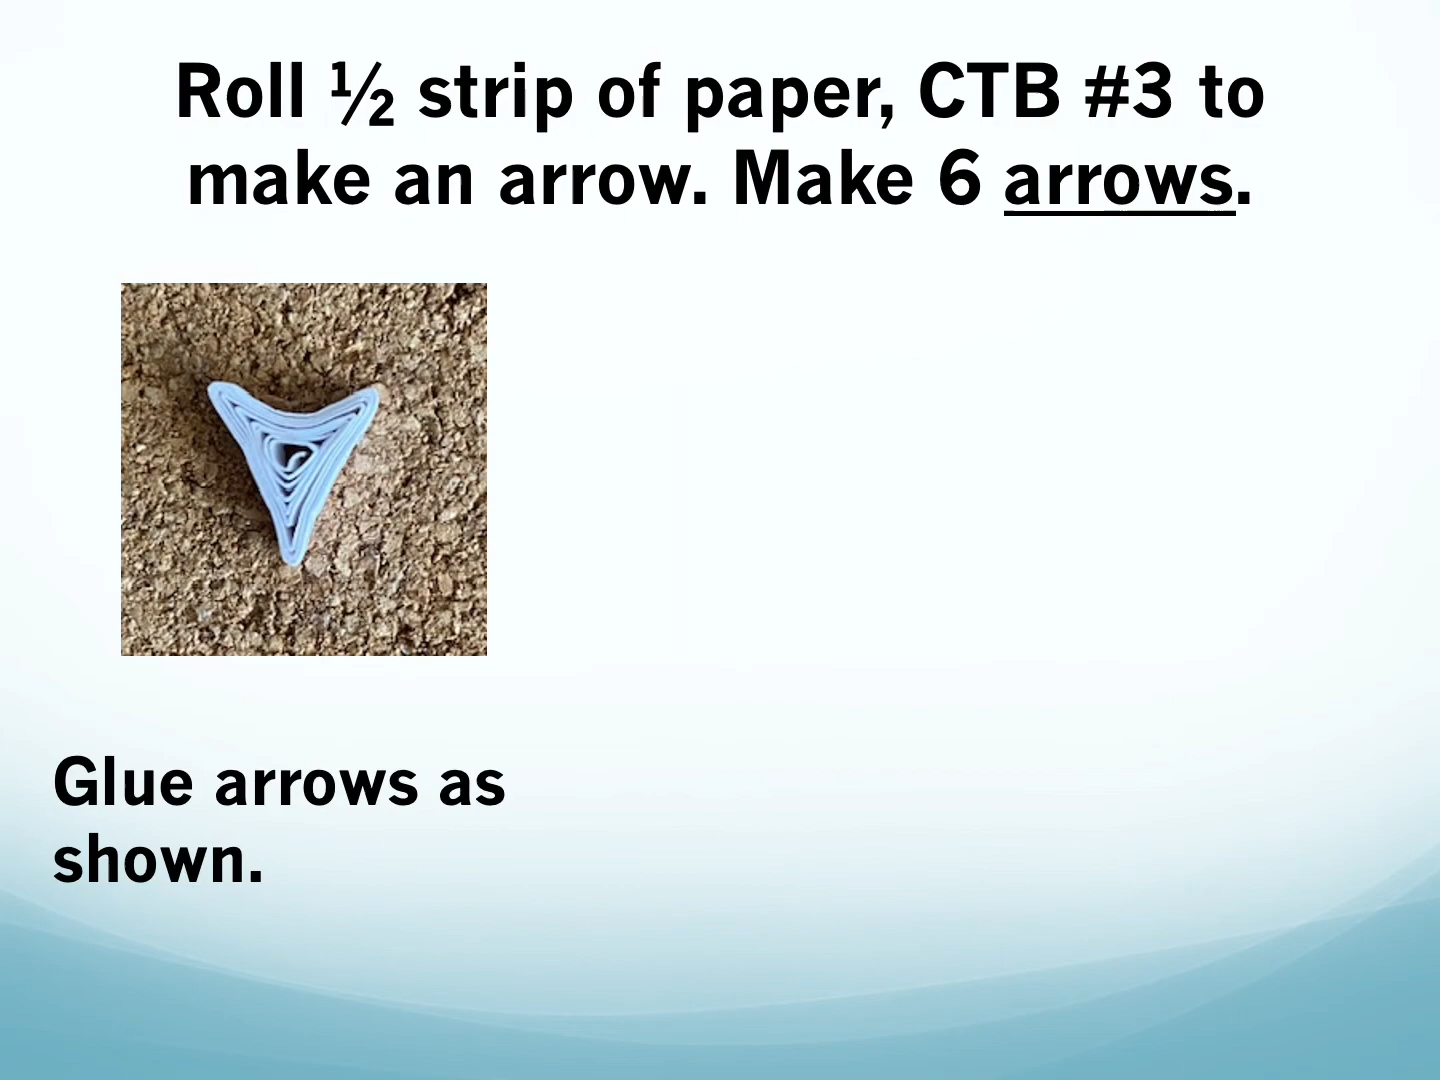 Roll ½ strip of paper, CTB #3 to
make an arrow. Make 6 arrows.
Glue arrows as
shown.